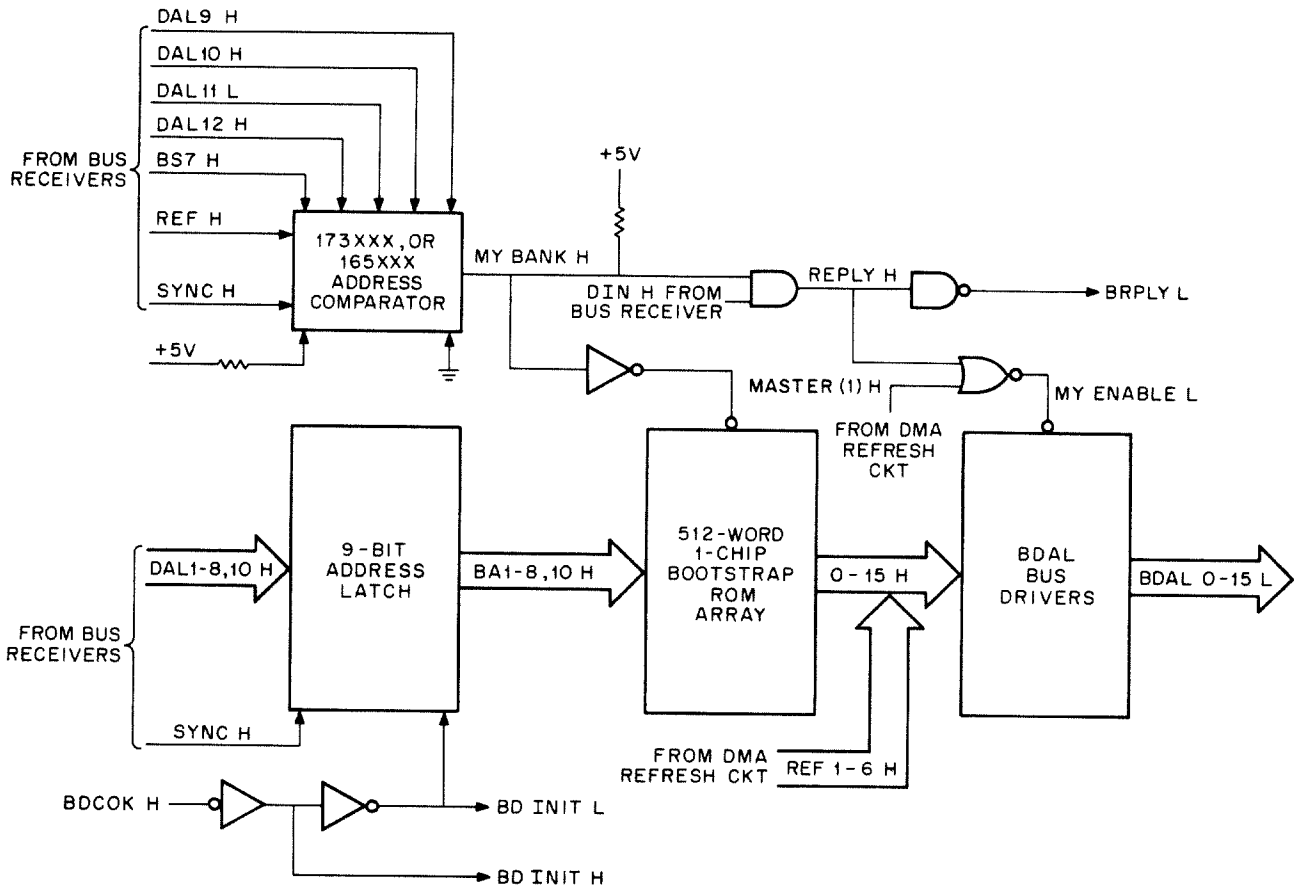 DAL9 H
DAL10 H
DAL11 L
DAL12 H
BS7 H
FROM BUS
RECEIVERS
REF H
SYNC H
+5V
173XXX, OR
165XXX
ADDRESS
COMPARATOR
+5V
MY BANK H
DIN H FROM
BUS RECEIVER
REPLY H
BRPLY L
MASTER (1) H
MY ENABLE L
FROM DMA
REFRESH
CKT
FROM BUS
RECEIVERS
DAL1-8,10 H
SYNC H
9-BIT
ADDRESS
LATCH
BA1-8, 10 H
512-WORD
1-CHIP
BOOTSTRAP
ROM
ARRAY
0-15 H
BDAL
BUS
DRIVERS
BDAL 0-15 L
FROM DMA
REFRESH CKT
REF 1-6 H
BDCOK H
BD INIT L
BD INIT H